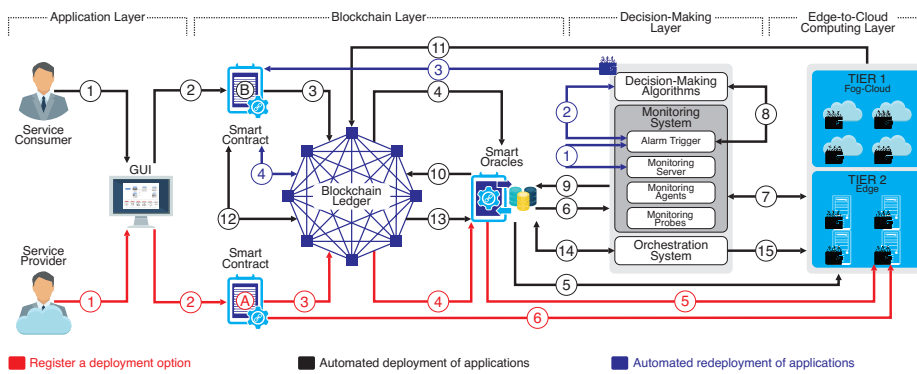 Application Layer
Blockchain Layer
Decision-Making
Layer
Edge-to-Cloud
Computing Layer
Service
Consumer
1
GUI
2
B
Smart
Contract
3
4
11
3
Decision-Making
Algorithms
Monitoring
System
Alarm Trigger
Monitoring
Server
Monitoring
Agents
Monitoring
Probes
Orchestration
System
2
1
8
TIER 1
Fog-Cloud
TIER 2
Edge
4
Blockchain
Ledger
Smart
Oracles
10
12
13
9
6
7
14
15
5
Service
Provider
1
2
Smart
Contract
A
3
4
5
6
Register a deployment option
Automated deployment of applications
Automated redeployment of applications